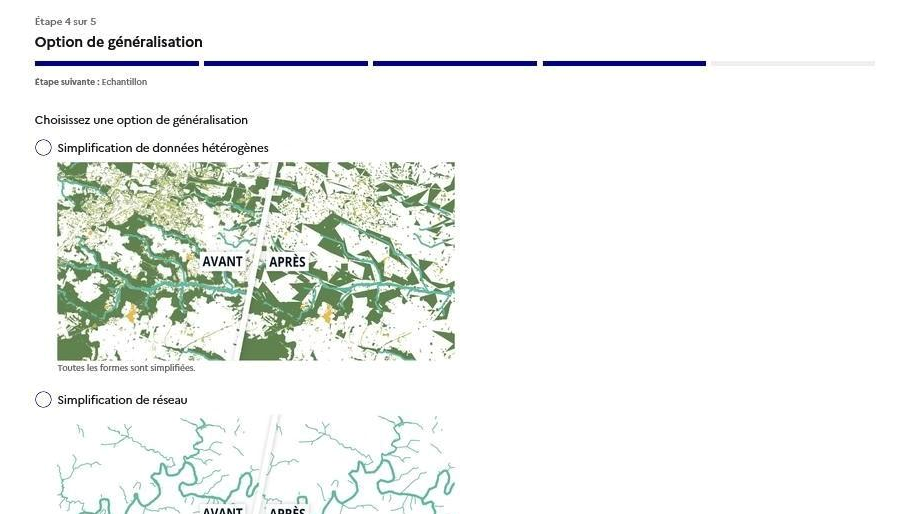 Étape 4 sur 5
Option de généralisation
Étape suivante : Echantillon
Choisissez une option de généralisation
Simplification de données hétérogènes
AVANT APRÈS
Toutes les formes sont simplifiées.
Simplification de réseau
AVANT APRÈS